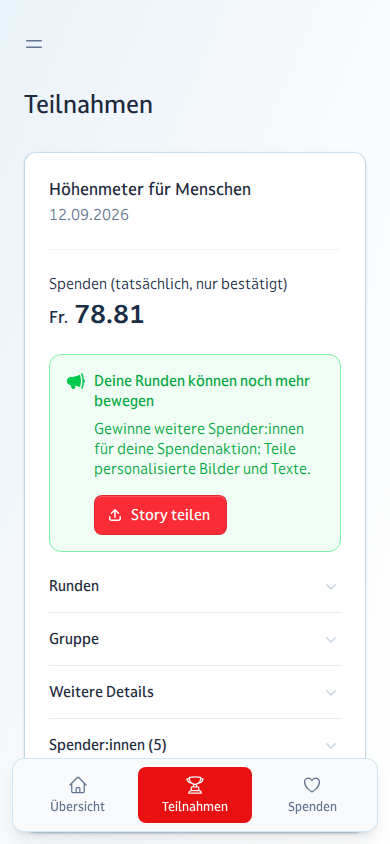 Teilnahmen
Höhenmeter für Menschen
12.09.2026
Spenden (tatsächlich, nur bestätigt)
Fr. 78.81
Deine Runden können noch mehr
bewegen
Gewinne weitere Spender:innen
für deine Spendenaktion: Teile
personalisierte Bilder und Texte.
Story teilen
Runden
Gruppe
Weitere Details
Spender:innen (5)
Übersicht
Teilnahmen
Spenden